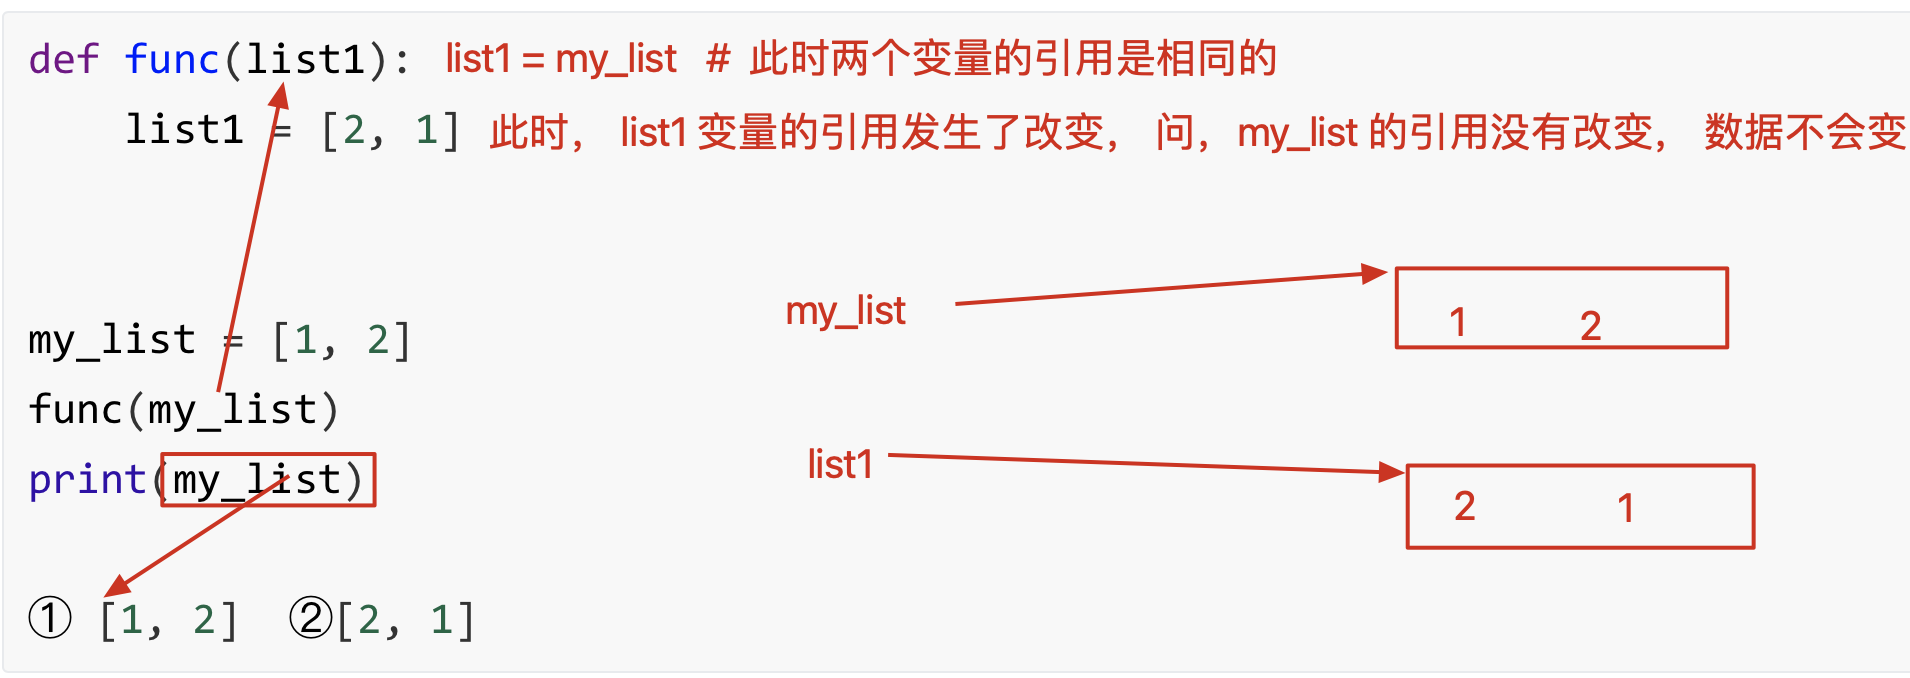 def func(list1): list1 = my_list # 此时两个变量的引用是相同的
list1 = [2, 1] 此时， list1 变量的引用发生了改变， 问，my_list 的引用没有改变， 数据不会变
my_list
1 2
my_list = [1, 2]
func(my_list)
print(my_list)
list1
2 1
① [1, 2] ②[2, 1]